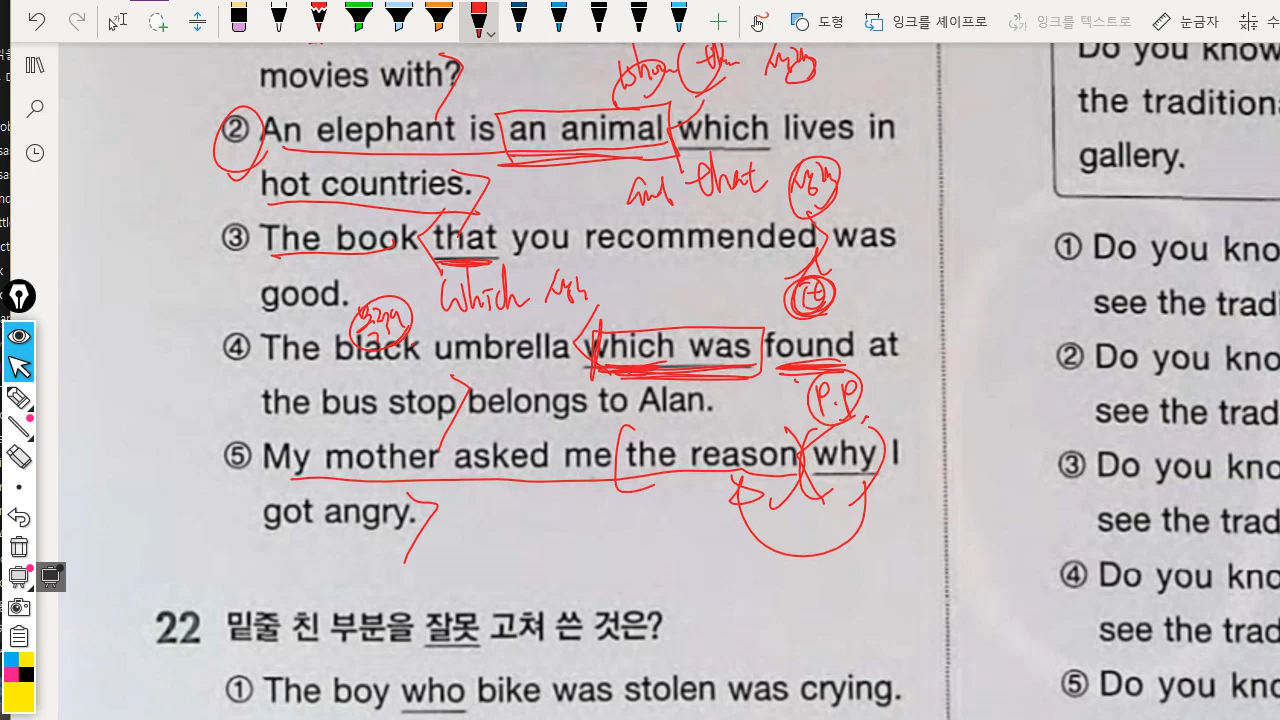 도형
잉크를 셰이프로
잉크를 텍스트로
눈금자
수
movies with?
② An elephant is an animal which lives in
hot countries.
that
③ The book that you recommended was
good.
which
④ The black umbrella which was found at
the bus stop belongs to Alan.
P.P
⑤ My mother asked me the reason why I
got angry.
22 밑줄 친 부분을 잘못 고쳐 쓴 것은?
① The boy who bike was stolen was crying.
Do you know
the tradition
gallery.
① Do you kno
see the tradi
② Do you kno
see the trad
③ Do you kno
see the trad
④ Do you kno
see the trad
⑤ Do you kno